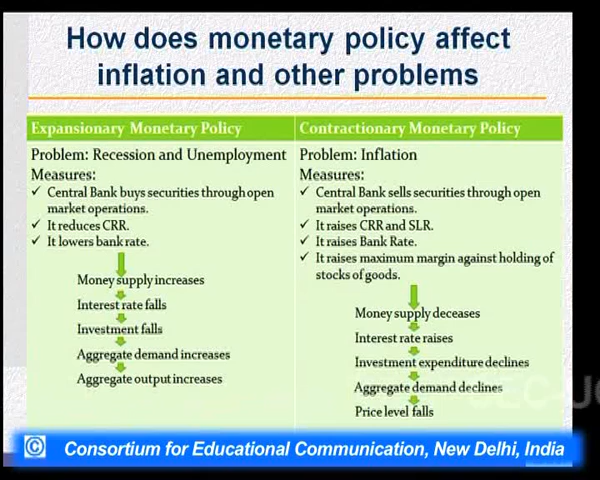 How does monetary policy affect
inflation and other problems
Expansionary Monetary Policy
Problem: Recession and Unemployment
Measures:
✓ Central Bank buys securities through open
market operations.
✓ It reduces CRR.
✓ It lowers bank rate.
Money supply increases
Interest rate falls
Investment falls
Aggregate demand increases
Aggregate output increases
Contractionary Monetary Policy
Problem: Inflation
Measures:
✓ Central Bank sells securities through open
market operations.
✓ It raises CRR and SLR.
✓ It raises Bank Rate.
✓ It raises maximum margin against holding of
stocks of goods.
Money supply deceases
Interest rate raises
Investment expenditure declines
Aggregate demand declines
Price level falls
© Consortium for Educational Communication, New Delhi, India